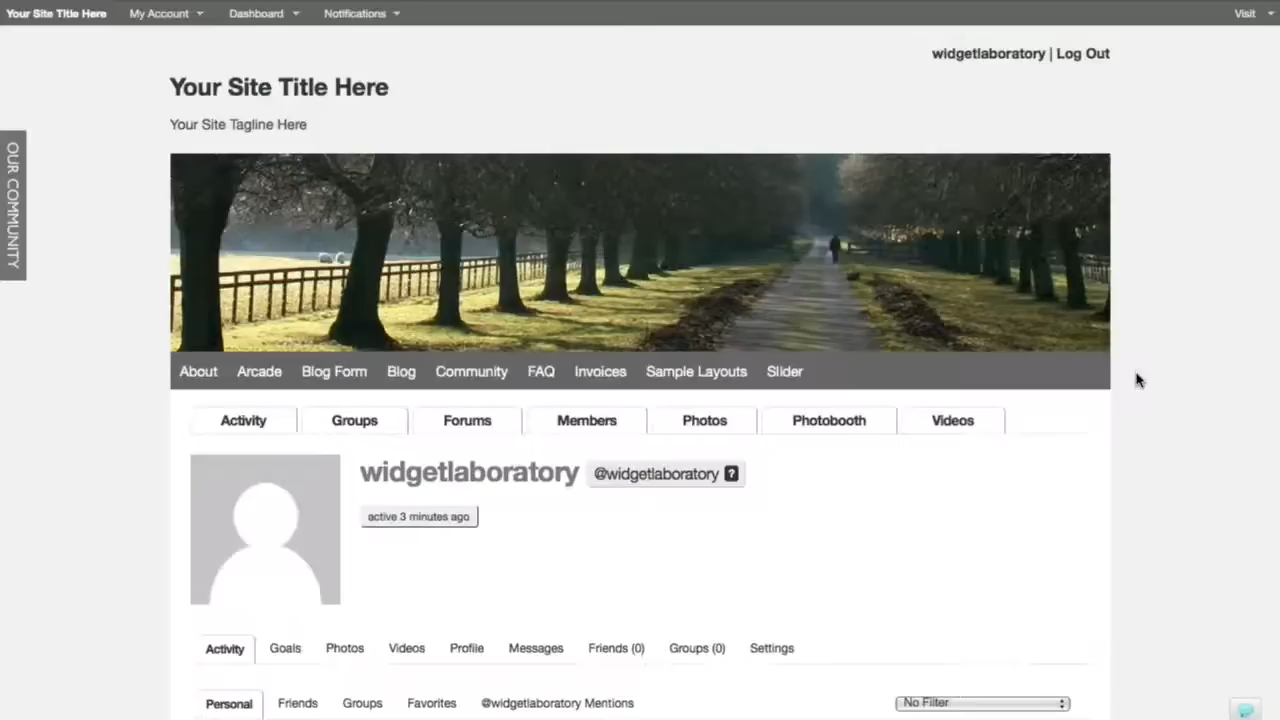 Your Site Title Here My Account Dashboard Notifications Visit
widgetlaboratory | Log Out
Your Site Title Here
Your Site Tagline Here
OUR COMMUNITY
About Arcade Blog Form Blog Community FAQ Invoices Sample Layouts Slider
Activity Groups Forums Members Photos Photobooth Videos
widgetlaboratory @widgetlaboratory ?
active 3 minutes ago
Activity Goals Photos Videos Profile Messages Friends (0) Groups (0) Settings
Personal Friends Groups Favorites @widgetlaboratory Mentions No Filter